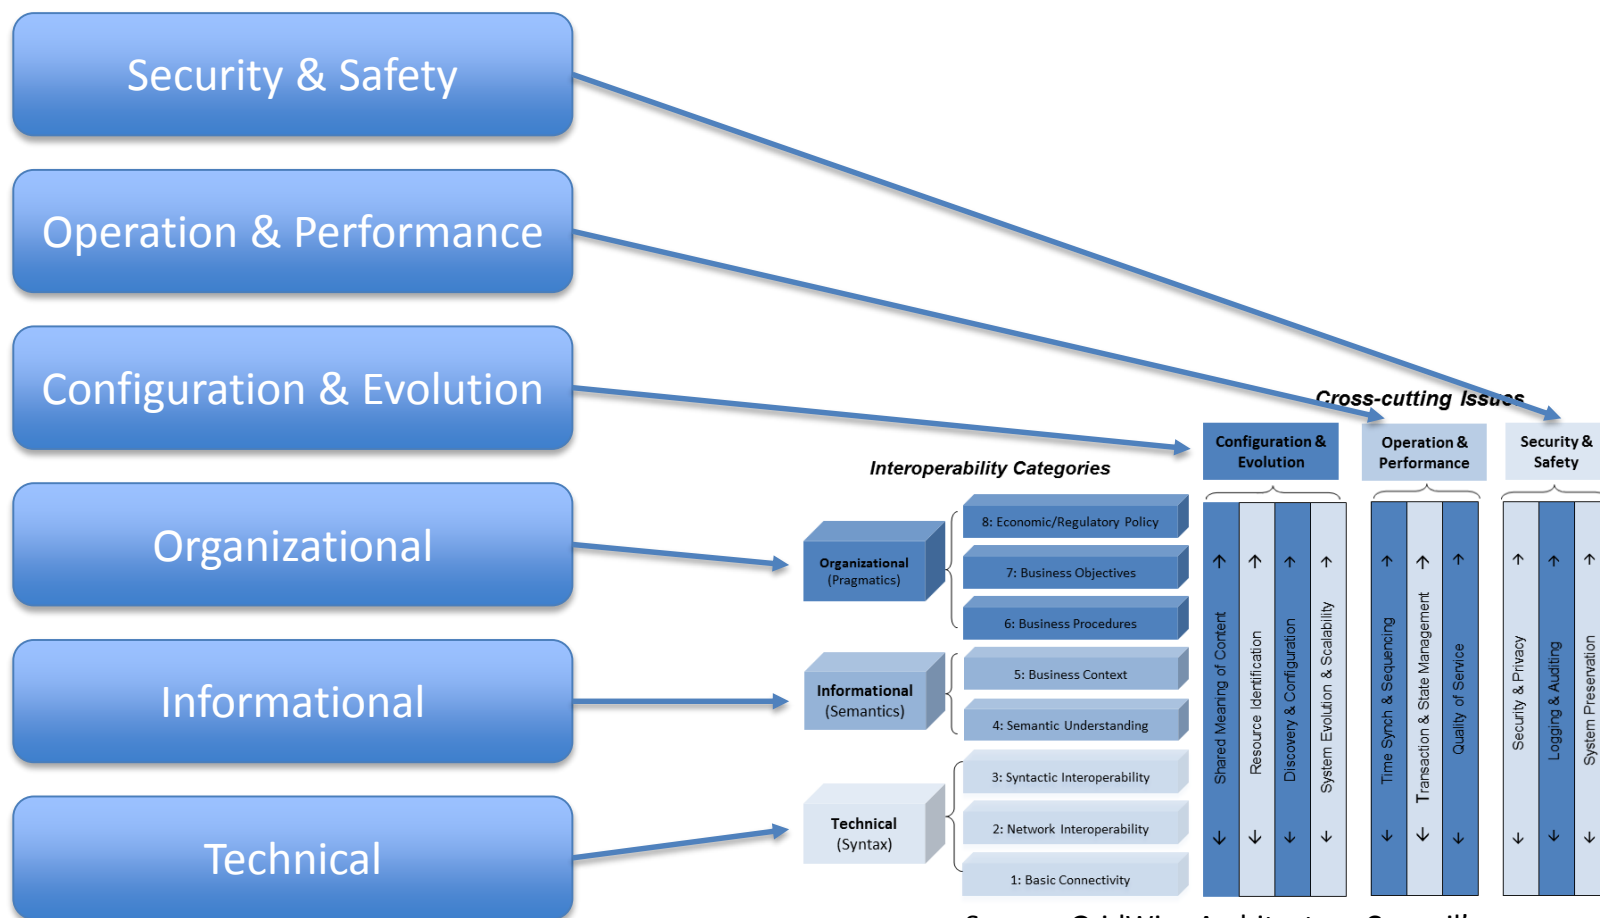 Security & Safety
Operation & Performance
Configuration & Evolution
Organizational
Informational
Technical
Cross-cutting Issues
Configuration &
Evolution
Operation &
Performance
Security &
Safety
Interoperability Categories
Organizational
(Pragmatics)
8: Economic/Regulatory Policy
7: Business Objectives
6: Business Procedures
Informational
(Semantics)
5: Business Context
4: Semantic Understanding
Technical
(Syntax)
3: Syntactic Interoperability
2: Network Interoperability
1: Basic Connectivity
Shared Meaning of Content
Resource Identification
Discovery & Configuration
System Evolution & Scalability
Time Synch & Sequencing
Transaction & State Management
Quality of Service
Security & Privacy
Logging & Auditing
System Preservation
GridWise Architecture Council's